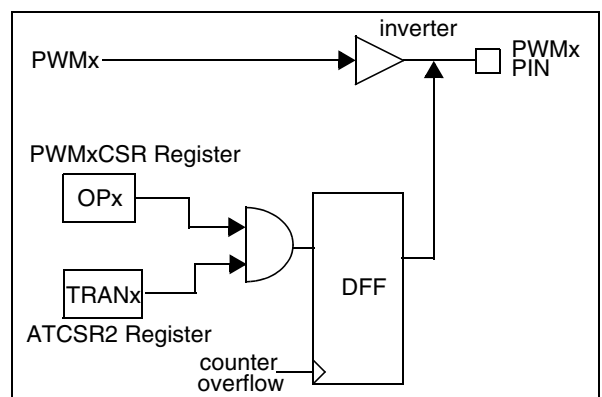 inverter
PWMx
PWMx
PIN
PWMxCSR Register
OPx
TRANx
DFF
ATCSR2 Register
counter
overflow